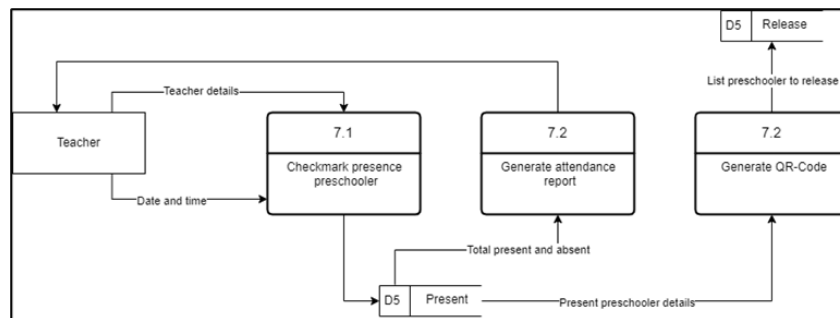 D5 Release
List preschooler to release
Teacher details
7.1
7.2
7.2
Teacher
Checkmark presence
preschooler
Generate attendance
report
Generate QR-Code
Date and time
Total present and absent
D5 Present
Present preschooler details